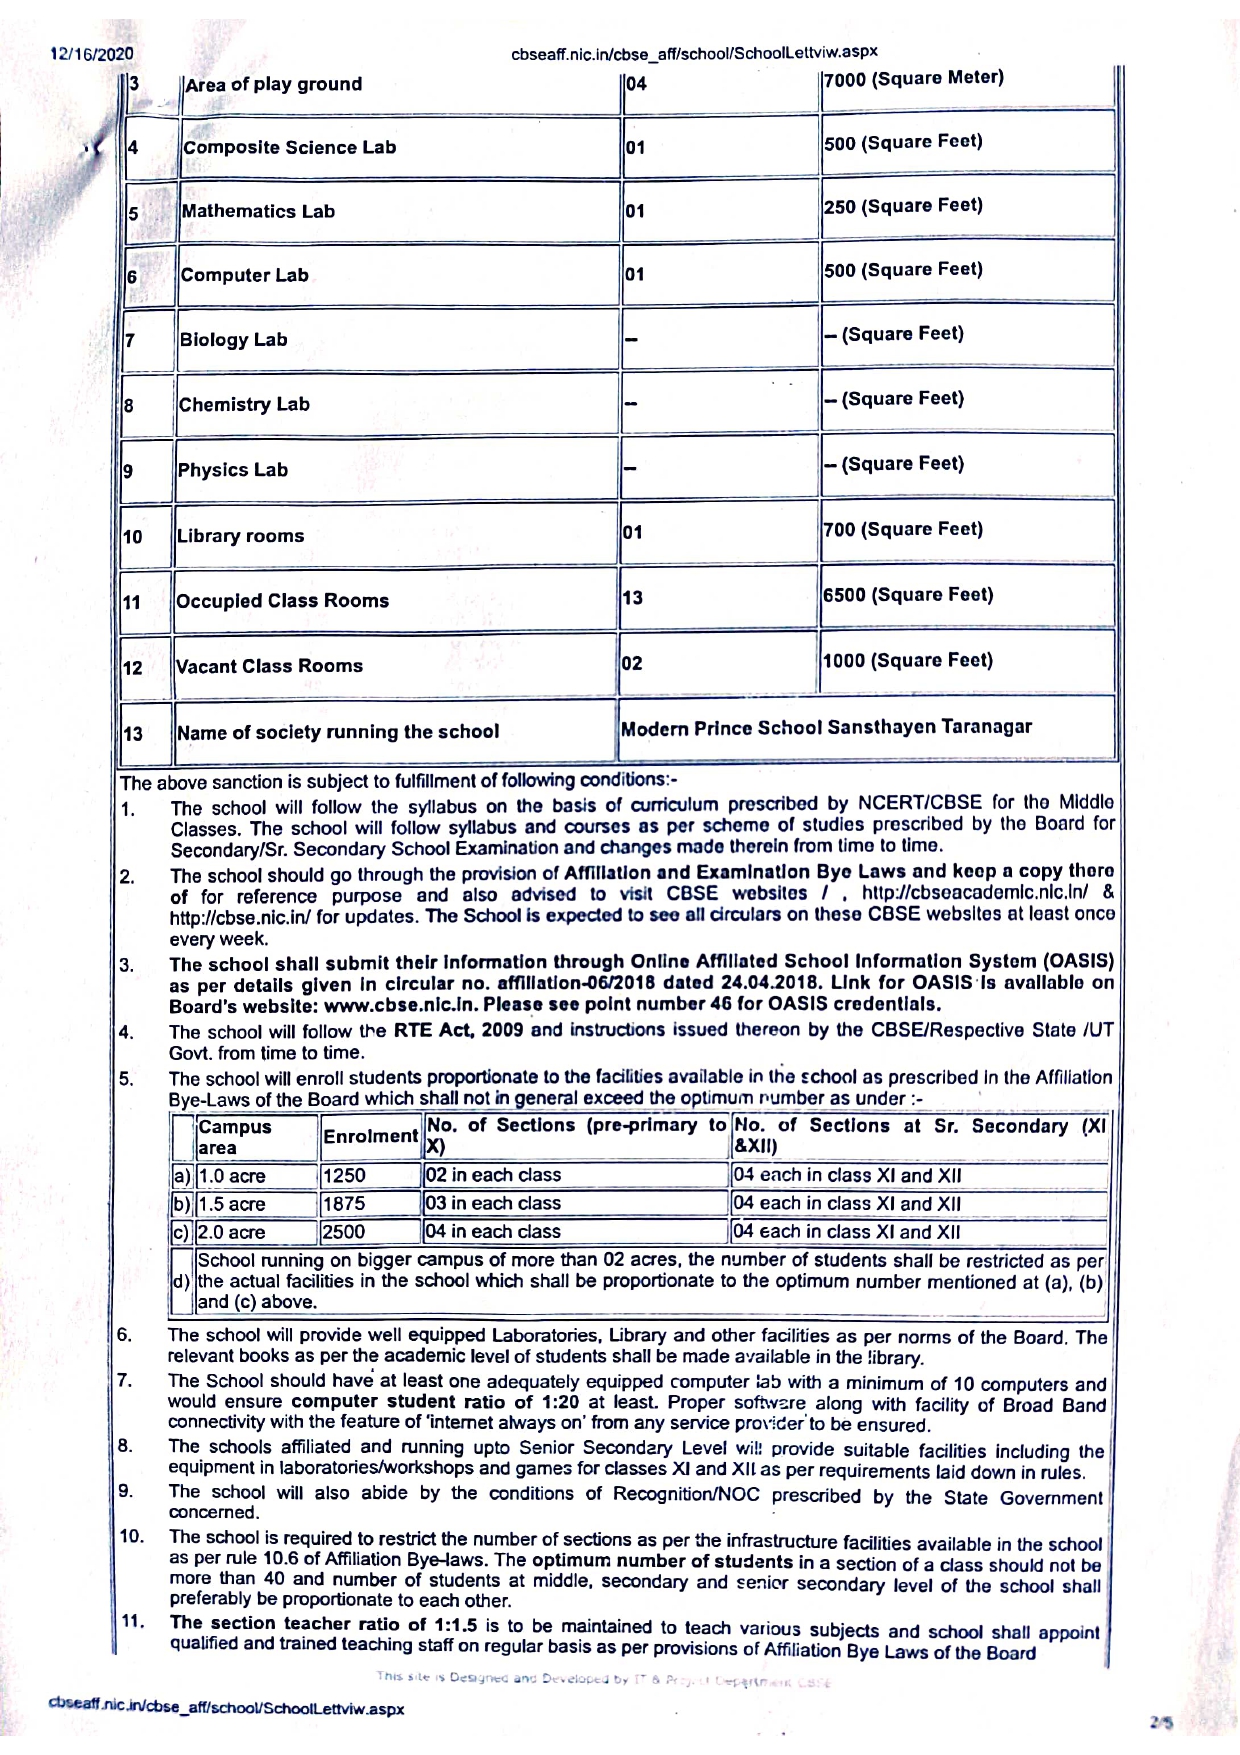 12/16/2020
cbseaff.nic.in/cbse_aff/school/SchoolLettviw.aspx
3 Area of play ground 04 7000 (Square Meter)
4 Composite Science Lab 01 500 (Square Feet)
5 Mathematics Lab 01 250 (Square Feet)
6 Computer Lab 01 500 (Square Feet)
7 Biology Lab -- -- (Square Feet)
8 Chemistry Lab -- -- (Square Feet)
9 Physics Lab -- -- (Square Feet)
10 Library rooms 01 700 (Square Feet)
11 Occupied Class Rooms 13 6500 (Square Feet)
12 Vacant Class Rooms 02 1000 (Square Feet)
13 Name of society running the school Modern Prince School Sansthayen Taranagar
The above sanction is subject to fulfillment of following conditions:-
1. The school will follow the syllabus on the basis of curriculum prescribed by NCERT/CBSE for the Middle
Classes. The school will follow syllabus and courses as per scheme of studies prescribed by the Board for
Secondary/Sr. Secondary School Examination and changes made therein from time to time.
2. The school should go through the provision of Affiliation and Examination Bye Laws and keep a copy there
of for reference purpose and also advised to visit CBSE websites / , http://cbseacademic.nic.in/ &
http://cbse.nic.in/ for updates. The School is expected to see all circulars on these CBSE websites at least once
every week.
3. The school shall submit their information through Online Affiliated School Information System (OASIS)
as per details given in circular no. affiliation-06/2018 dated 24.04.2018. Link for OASIS is available on
Board's website: www.cbse.nic.in. Please see point number 46 for OASIS credentials.
4. The school will follow the RTE Act, 2009 and instructions issued thereon by the CBSE/Respective State /UT
Govt. from time to time.
5. The school will enroll students proportionate to the facilities available in the school as prescribed in the Affiliation
Bye-Laws of the Board which shall not in general exceed the optimum number as under :-
Campus Enrolment No. of Sections (pre-primary to No. of Sections at Sr. Secondary (XI
area X) &XII)
a) 1.0 acre 1250 02 in each class 04 each in class XI and XII
b) 1.5 acre 1875 03 in each class 04 each in class XI and XII
c) 2.0 acre 2500 04 in each class 04 each in class XI and XII
School running on bigger campus of more than 02 acres, the number of students shall be restricted as per
d) the actual facilities in the school which shall be proportionate to the optimum number mentioned at (a), (b)
and (c) above.
6. The school will provide well equipped Laboratories, Library and other facilities as per norms of the Board. The
relevant books as per the academic level of students shall be made available in the library.
7. The School should have at least one adequately equipped computer lab with a minimum of 10 computers and
would ensure computer student ratio of 1:20 at least. Proper software along with facility of Broad Band
connectivity with the feature of 'internet always on' from any service provider to be ensured.
8. The schools affiliated and running upto Senior Secondary Level will provide suitable facilities including the
equipment in laboratories/workshops and games for classes XI and XII as per requirements laid down in rules.
9. The school will also abide by the conditions of Recognition/NOC prescribed by the State Government
concerned.
10. The school is required to restrict the number of sections as per the infrastructure facilities available in the school
as per rule 10.6 of Affiliation Bye-laws. The optimum number of students in a section of a class should not be
more than 40 and number of students at middle, secondary and senior secondary level of the school shall
preferably be proportionate to each other.
11. The section teacher ratio of 1:1.5 is to be maintained to teach various subjects and school shall appoint
qualified and trained teaching staff on regular basis as per provisions of Affiliation Bye Laws of the Board
This site is Designed and Developed by IT & Project Department CBSE
cbseaff.nic.in/cbse_aff/school/SchoolLettviw.aspx
2/5